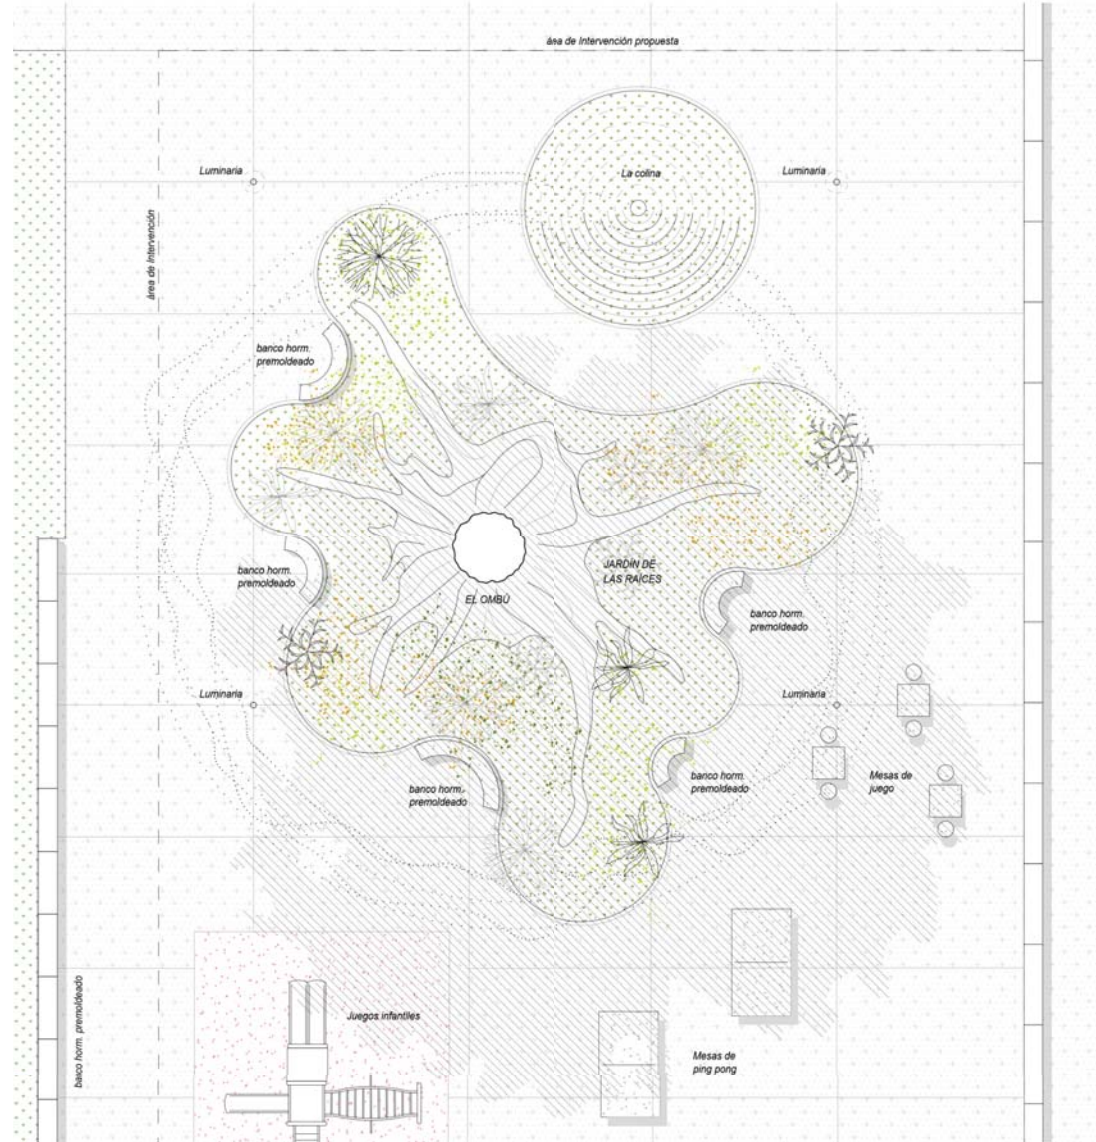 área de Intervención propuesta
Luminaria
La colina
Luminaria
área de Intervención
banco horm.
premoldeado
banco horm.
premoldeado
JARDÍN DE
LAS RAÍCES
EL OMBÚ
banco horm.
premoldeado
Luminaria
Luminaria
Mesas de
juego
banco horm.
premoldeado
banco horm.
premoldeado
banco horm. premoldeado
Juegos infantiles
Mesas de
ping pong